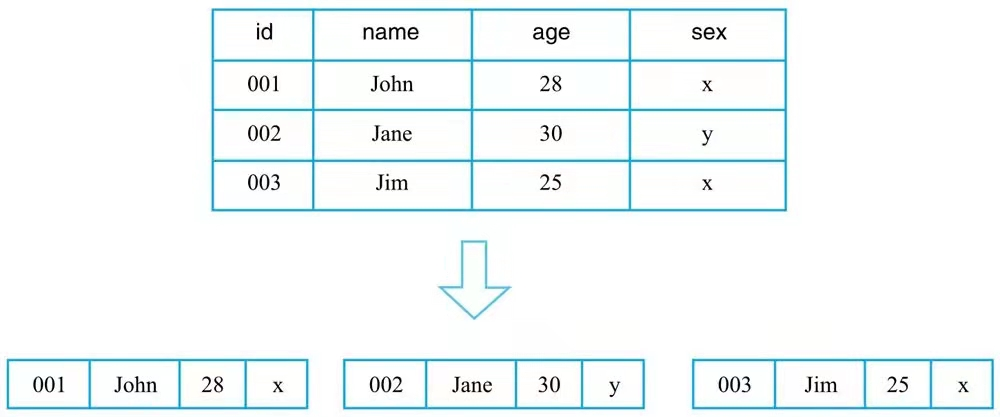 id name age sex
001 John 28 x
002 Jane 30 y
003 Jim 25 x
001 John 28 x 002 Jane 30 y 003 Jim 25 x